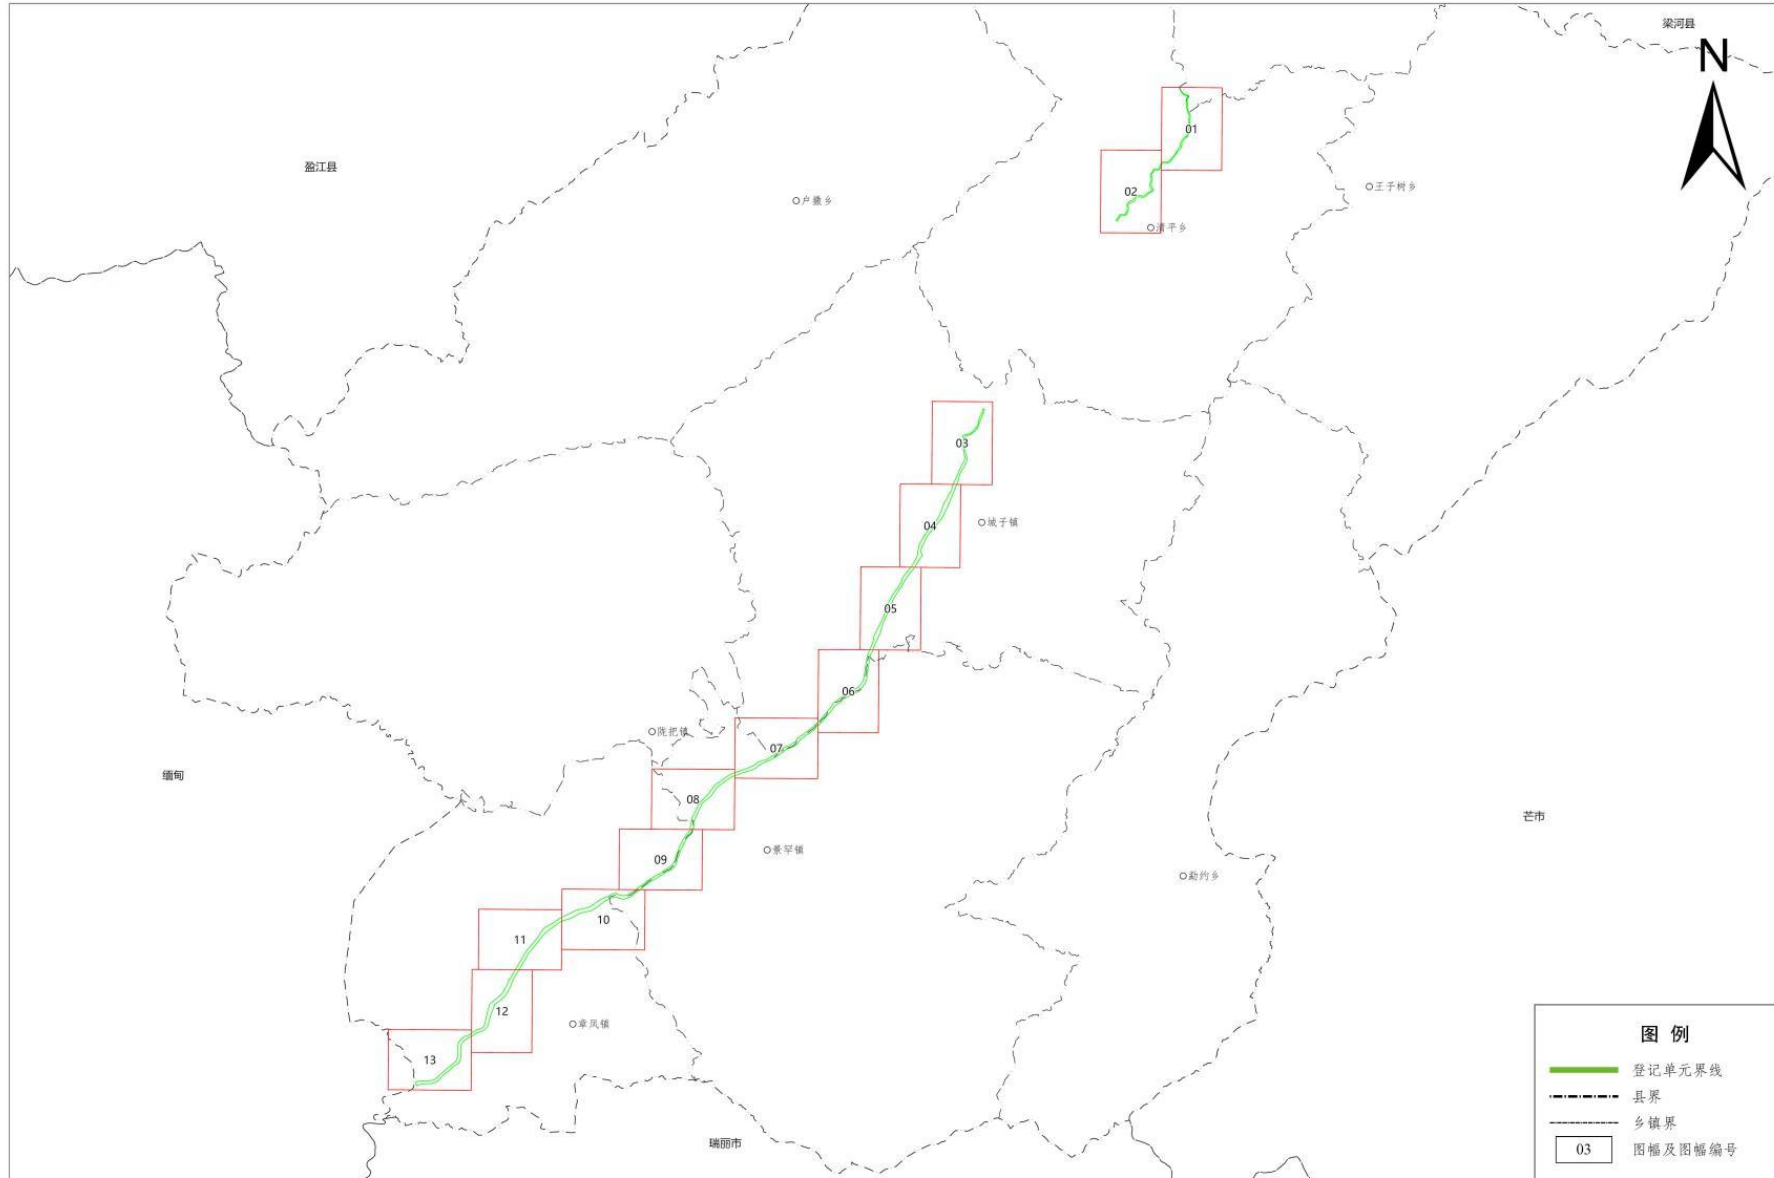 梁河县
N
01
盈江县
王子树乡
02
户撒乡
清平乡
03
城子镇
04
05
06
陇把镇
07
缅甸
08
芒市
景罕镇
09
勐约乡
10
11
12
章凤镇
13
瑞丽市
图例
登记单元界线
县界
乡镇界
03
图幅及图幅编号